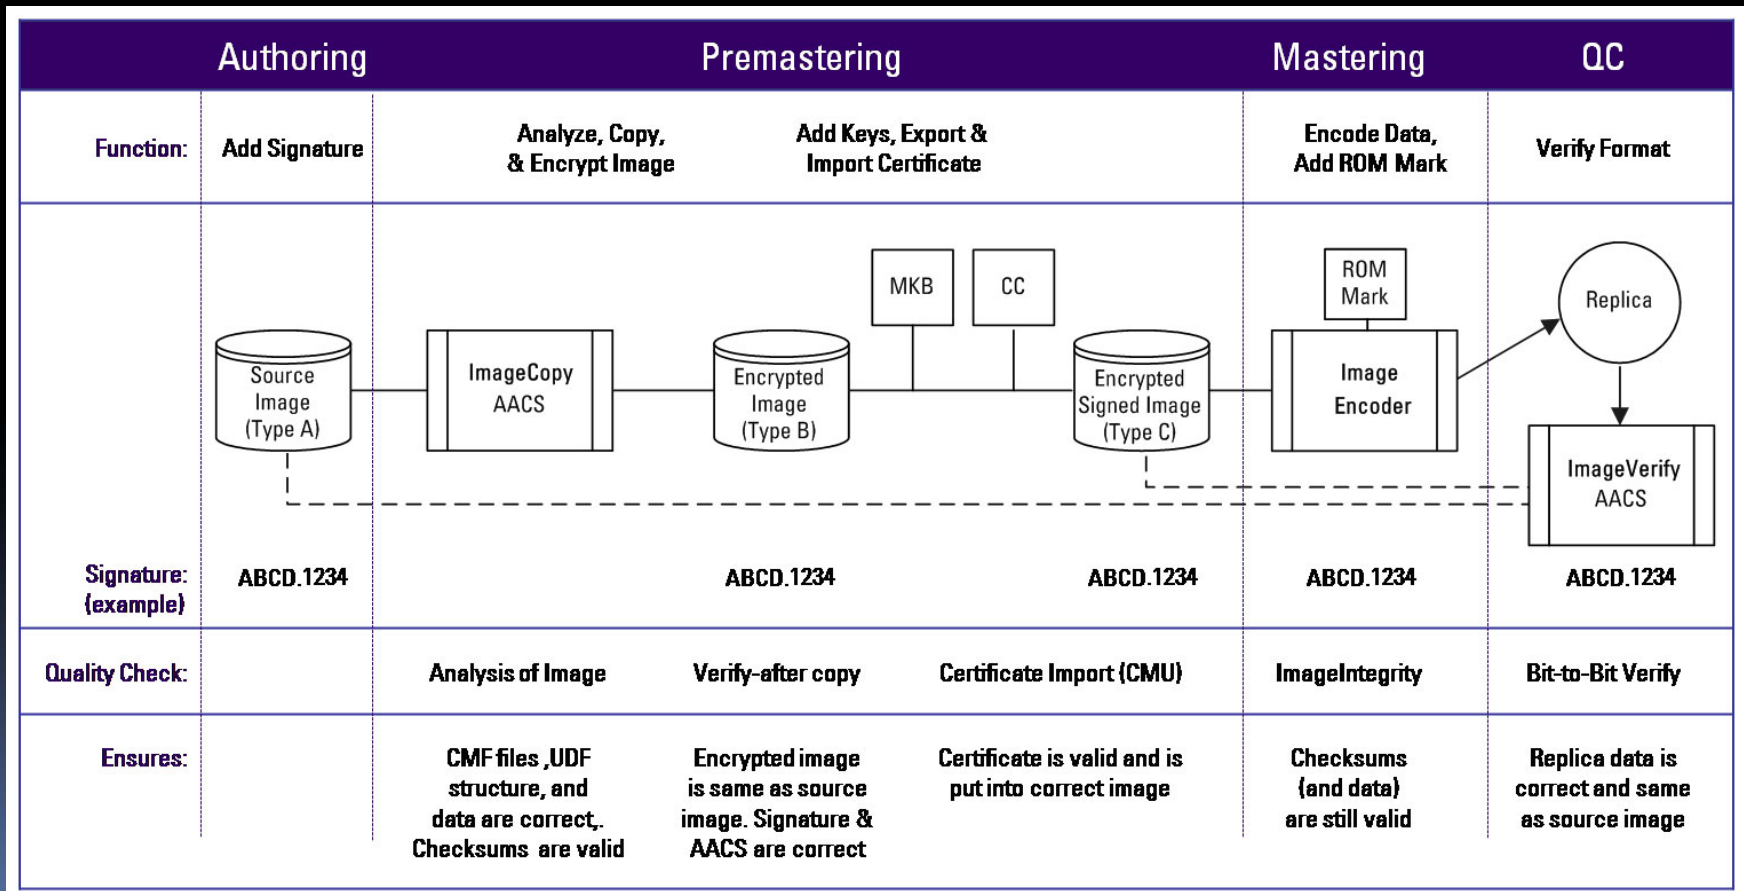 Authoring
Premastering
Mastering
QC
Function:
Add Signature
Analyze, Copy,
& Encrypt Image
Add Keys, Export &
Import Certificate
Encode Data,
Add ROM Mark
Verify Format
Source
Image
(Type A)
ImageCopy
AACS
Encrypted
Image
(Type B)
MKB
CC
Encrypted
Signed Image
(Type C)
ROM
Mark
Image
Encoder
Replica
ImageVerify
AACS
Signature:
(example)
ABCD.1234
ABCD.1234
ABCD.1234
ABCD.1234
ABCD.1234
Quality Check:
Analysis of Image
Verify-after copy
Certificate Import (CMU)
ImageIntegrity
Bit-to-Bit Verify
Ensures:
CMF files ,UDF
structure, and
data are correct,.
Checksums are valid
Encrypted image
is same as source
image. Signature &
AACS are correct
Certificate is valid and is
put into correct image
Checksums
(and data)
are still valid
Replica data is
correct and same
as source image